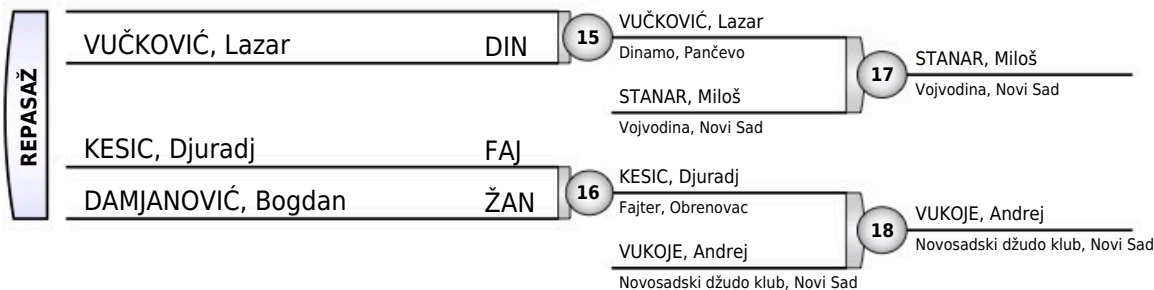 REPASAŽ
VUČKOVIĆ, Lazar DIN
15
VUČKOVIĆ, Lazar
Dinamo, Pančevo
STANAR, Miloš
Vojvodina, Novi Sad
17
STANAR, Miloš
Vojvodina, Novi Sad
KESIC, Djuradj FAJ
DAMJANOVIĆ, Bogdan ŽAN
16
KESIC, Djuradj
Fajter, Obrenovac
VUKOJE, Andrej
Novosadski džudo klub, Novi Sad
18
VUKOJE, Andrej
Novosadski džudo klub, Novi Sad